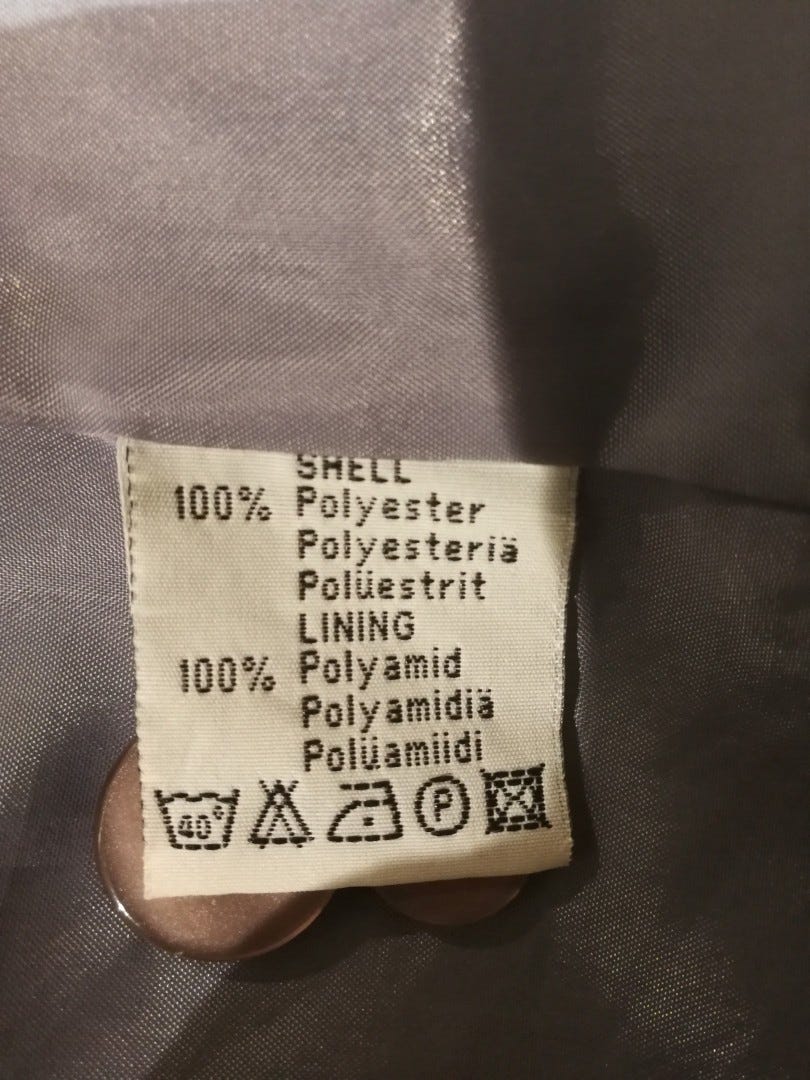 SHELL
100% Polyester
Polyesteriä
Polüestrit
LINING
100% Polyamid
Polyamidiä
Polüamiidi
40° P